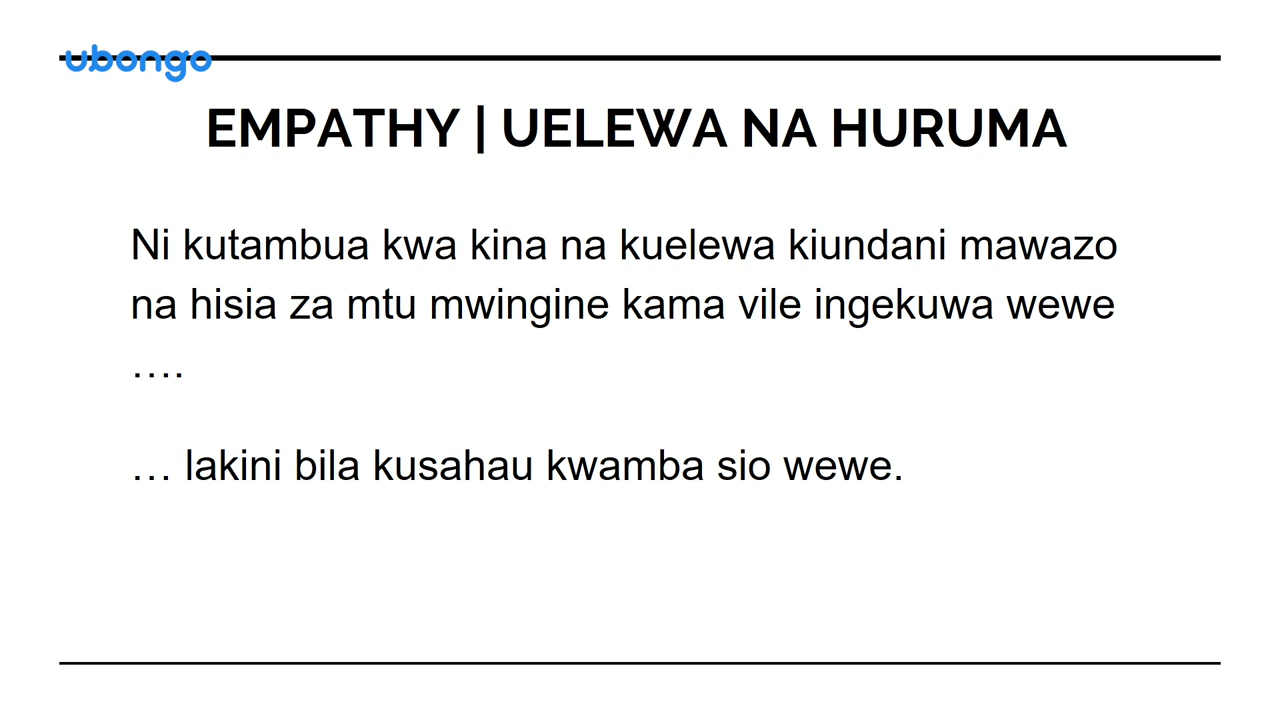 ubongo
EMPATHY | UELEWA NA HURUMA
Ni kutambua kwa kina na kuelewa kiundani mawazo
na hisia za mtu mwingine kama vile ingekuwa wewe
….
… lakini bila kusahau kwamba sio wewe.